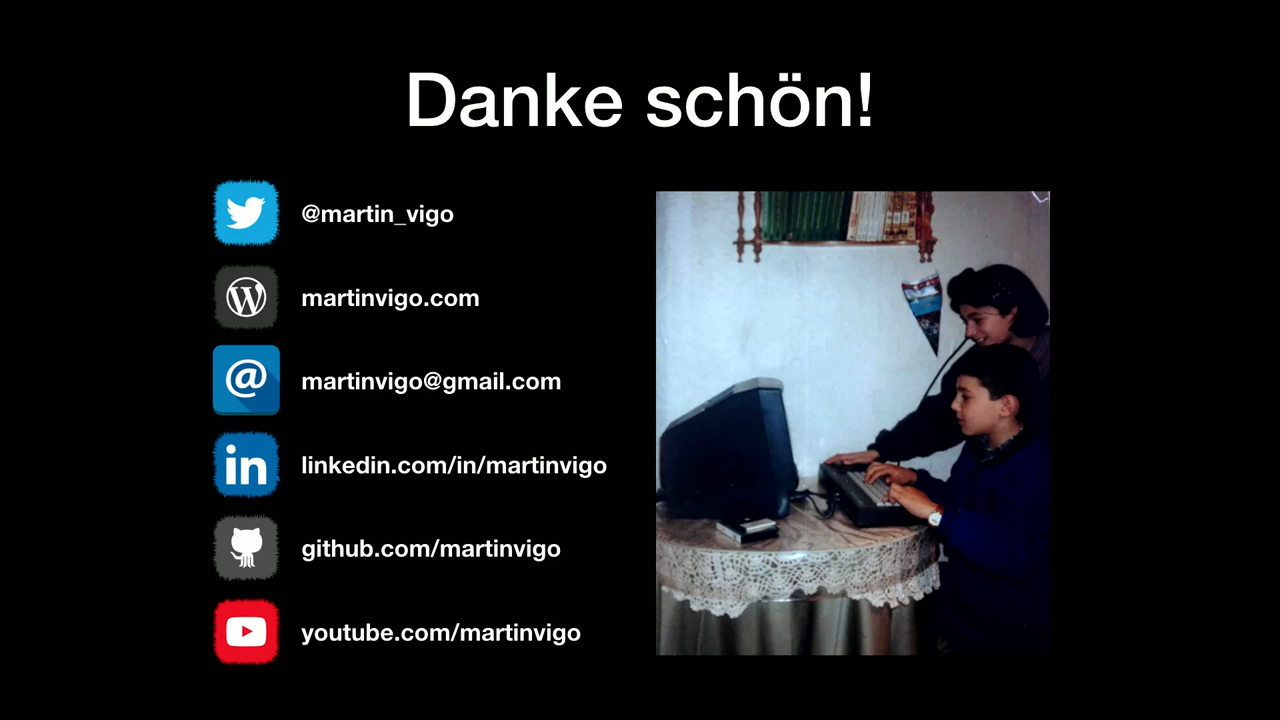 Danke schön!
@martin_vigo
martinvigo.com
martinvigo@gmail.com
linkedin.com/in/martinvigo
github.com/martinvigo
youtube.com/martinvigo